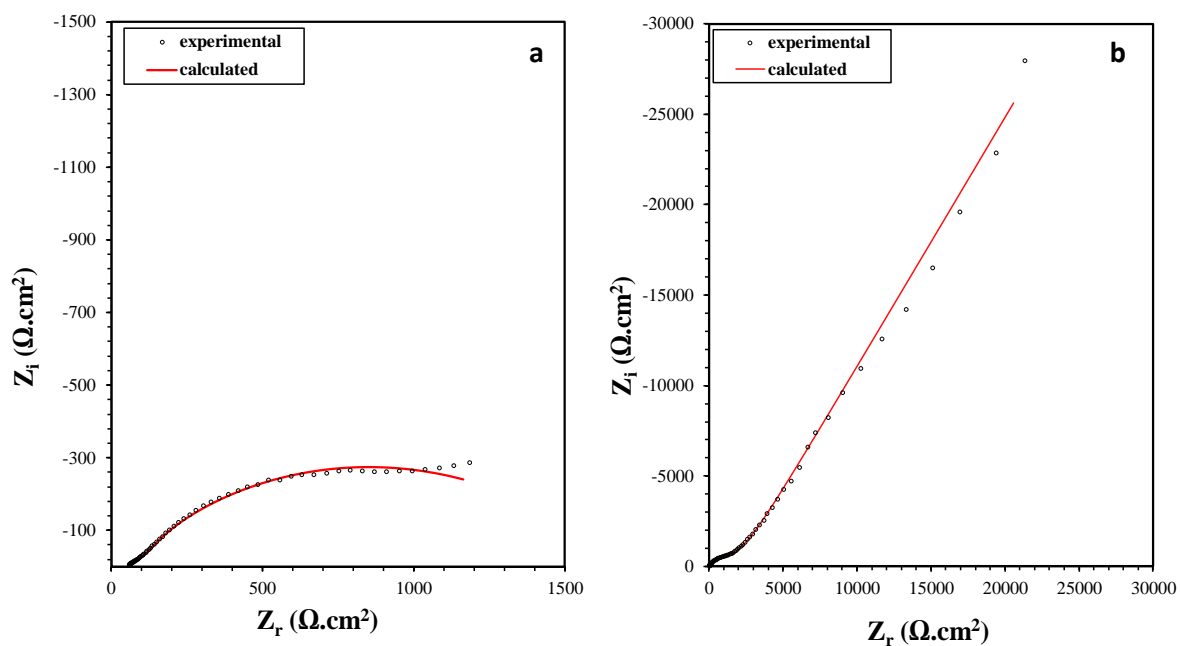 -1500
-1300
-1100
-900
-700
-500
-300
-100
0
500
1000
1500
Zᵢ (Ω.cm²)
Zᵣ (Ω.cm²)
experimental
calculated
a
-30000
-25000
-20000
-15000
-10000
-5000
0
0
5000
10000
15000
20000
25000
30000
Zᵢ (Ω.cm²)
Zᵣ (Ω.cm²)
experimental
calculated
b